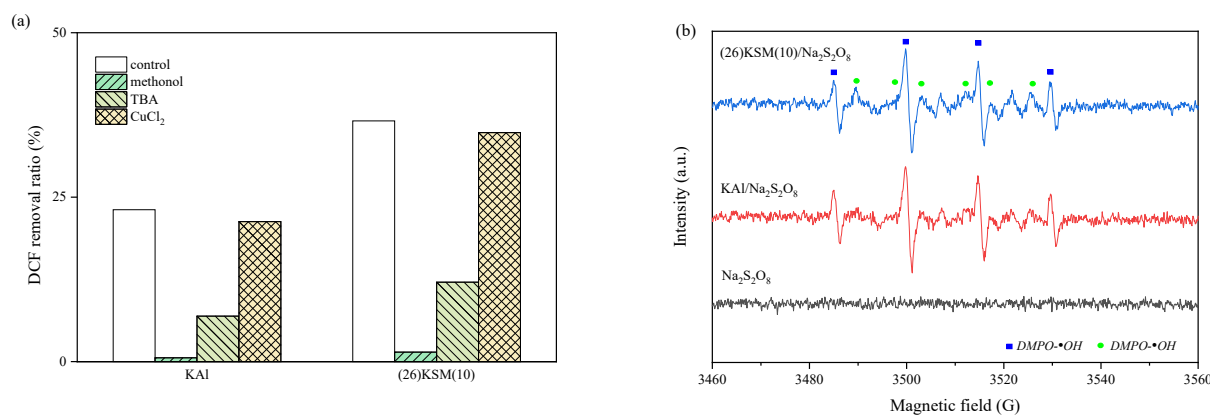 (a)
50
25
0
DCF removal ratio (%)
control
methonol
TBA
CuCl₂
KAl
(26)KSM(10)
(b)
(26)KSM(10)/Na₂S₂O₈
KAl/Na₂S₂O₈
Na₂S₂O₈
Intensity (a.u.)
DMPO-•OH DMPO-•OH
3460 3480 3500 3520 3540 3560
Magnetic field (G)